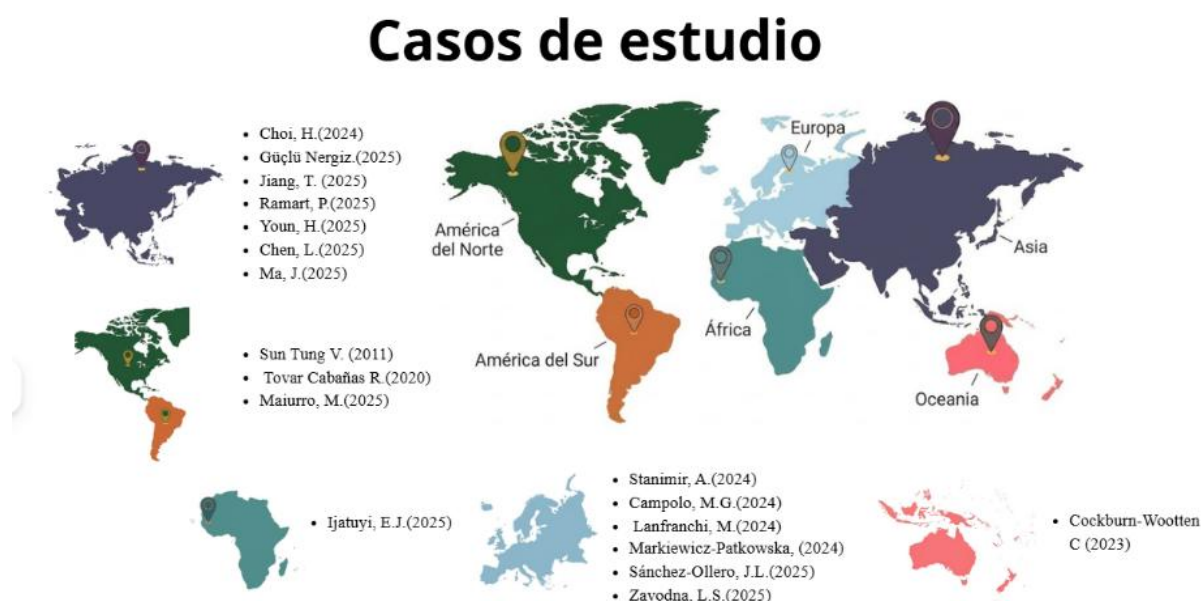 Casos de estudio
• Choi, H.(2024)
• Güçlü Nergiz.(2025)
• Jiang, T. (2025)
• Ramart, P.(2025)
• Youn, H.(2025)
• Chen, L.(2025)
• Ma, J.(2025)
• Sun Tung V. (2011)
• Tovar Cabañas R.(2020)
• Maiurro, M.(2025)
Europa
América
del Norte
Asia
África
América del Sur
Oceania
• Ijatuyi, E.J.(2025)
• Stanimir, A.(2024)
• Campolo, M.G.(2024)
• Lanfranchi, M.(2024)
• Markiewicz-Patkowska, (2024)
• Sánchez-Ollero, J.L.(2025)
• Zavodna, L.S.(2025)
• Cockburn-Wootten
C (2023)